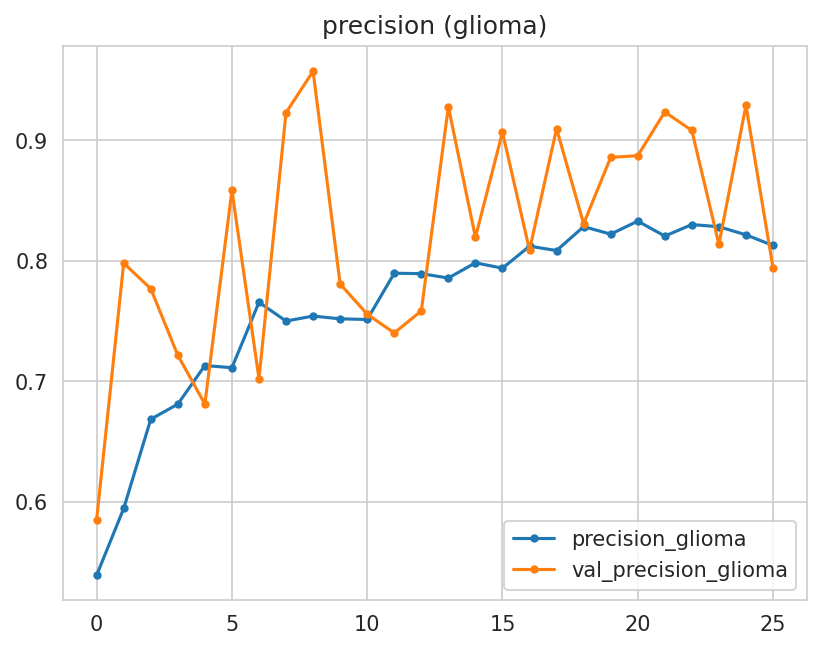 precision (glioma)
0.9
0.8
0.7
0.6
precision_glioma
val_precision_glioma
0 5 10 15 20 25